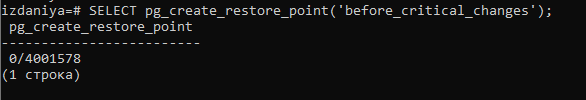 izdaniya=# SELECT pg_create_restore_point('before_critical_changes');
 pg_create_restore_point
-------------------------
 0/4001578
(1 строка)